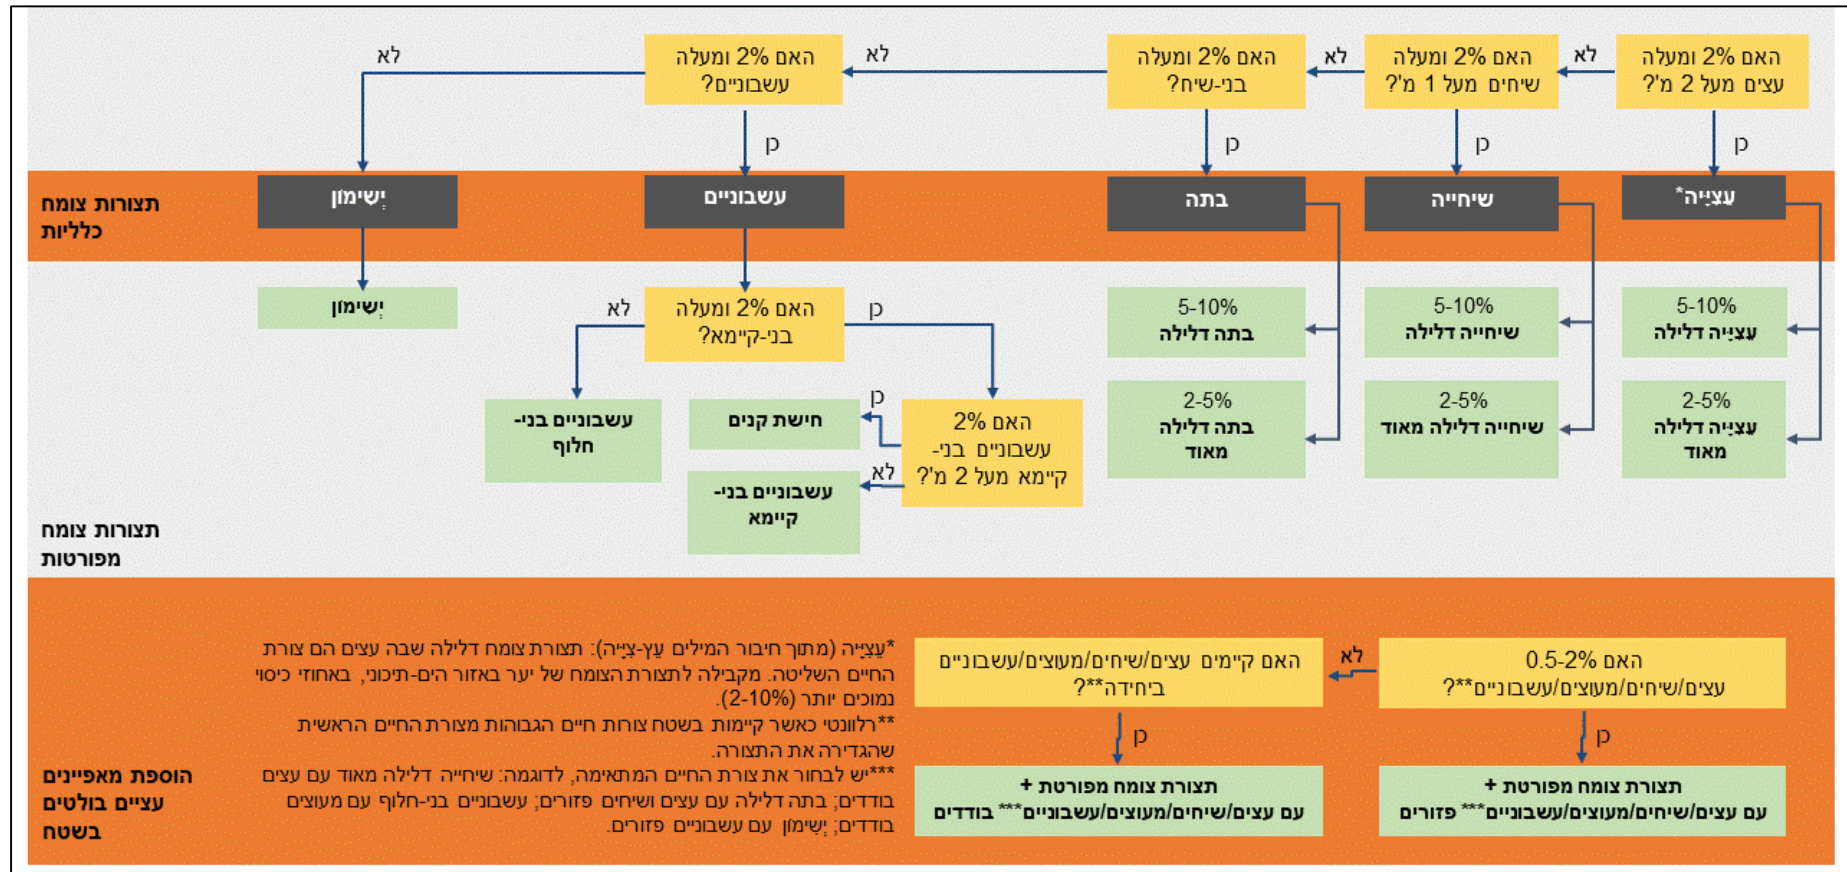 האם 2% ומעלה
עצים מעל 2 מ'?
לא
האם 2% ומעלה
שיחים מעל 1 מ'?
לא
האם 2% ומעלה
בני-שיח?
לא
האם 2% ומעלה
עשבוניים?
לא
כן
כן
כן
כן
תצורות צומח
כלליות
עֵצִיָּיה*
שיחייה
בתה
עשבוניים
יְשִׁימוֹן
5-10%
עֵצִיָּיה דלילה
5-10%
שיחייה דלילה
5-10%
בתה דלילה
האם 2% ומעלה
בני-קיימא?
כן
לא
יְשִׁימוֹן
2-5%
עֵצִיָּיה דלילה
מאוד
2-5%
שיחייה דלילה מאוד
2-5%
בתה דלילה
מאוד
האם 2%
עשבוניים בני-
קיימא מעל 2 מ'?
כן
חישת קנים
לא
עשבוניים בני-
קיימא
עשבוניים בני-
חלוף
תצורות צומח
מפורטות
האם 0.5-2%
עצים/שיחים/מעוצים/עשבוניים**?
לא
האם קיימים עצים/שיחים/מעוצים/עשבוניים
ביחידה**?
כן
כן
תצורת צומח מפורטת +
עם עצים/שיחים/מעוצים/עשבוניים*** פזורים
תצורת צומח מפורטת +
עם עצים/שיחים/מעוצים/עשבוניים*** בודדים
*עֵצִיָּיה (מתוך חיבור המילים עֵץ-צִיָּיה): תצורת צומח דלילה שבה עצים הם צורת
החיים השליטה. מקבילה לתצורת הצומח של יער באזור הים-תיכוני, באחוזי כיסוי
נמוכים יותר (2-10%).
**רלוונטי כאשר קיימות בשטח צורות חיים הגבוהות מצורת החיים הראשית
שהגדירה את התצורה.
***יש לבחור את צורת החיים המתאימה, לדוגמה: שיחייה דלילה מאוד עם עצים
בודדים; בתה דלילה עם עצים ושיחים פזורים; עשבוניים בני-חלוף עם מעוצים
בודדים; יְשִׁימוֹן עם עשבוניים פזורים.
הוספת מאפיינים
עציים בולטים
בשטח